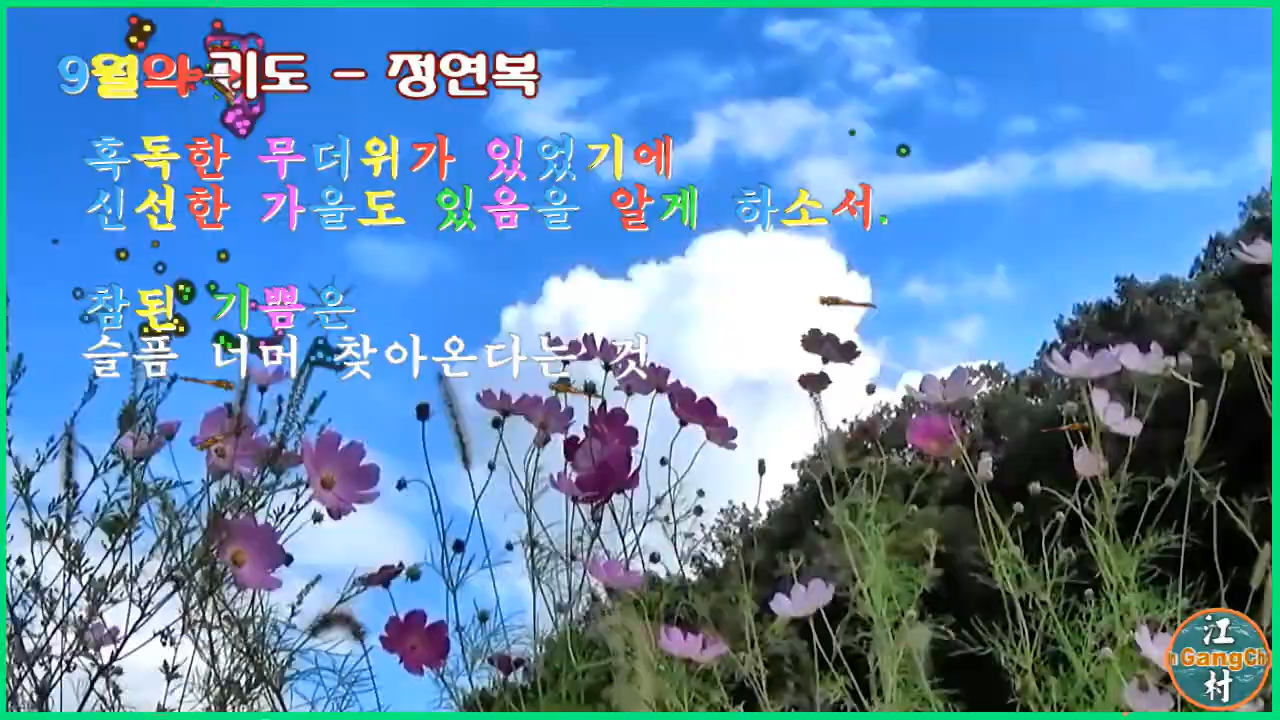 9월의 기도 - 정연복
혹독한 무더위가 있었기에
신선한 가을도 있음을 알게 하소서.
참된 기쁨은
슬픔 너머 찾아온다는 것
江
GangCh
村